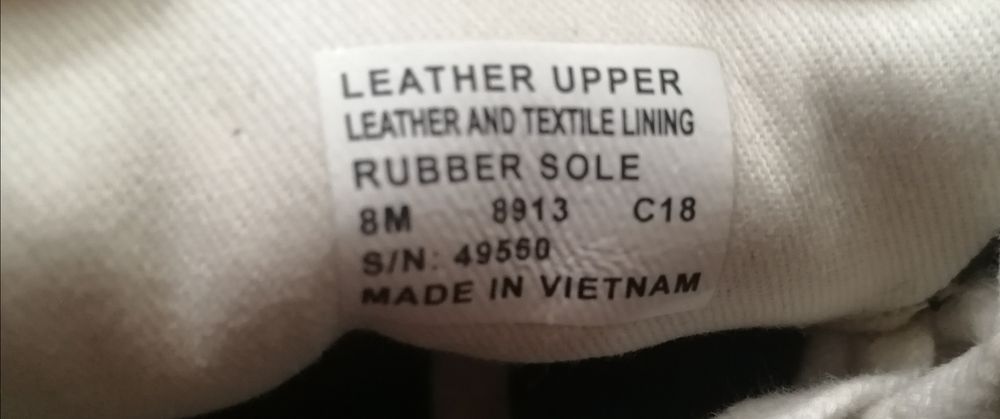 LEATHER UPPER
LEATHER AND TEXTILE LINING
RUBBER SOLE
8M 8913 C18
S/N: 49560
MADE IN VIETNAM